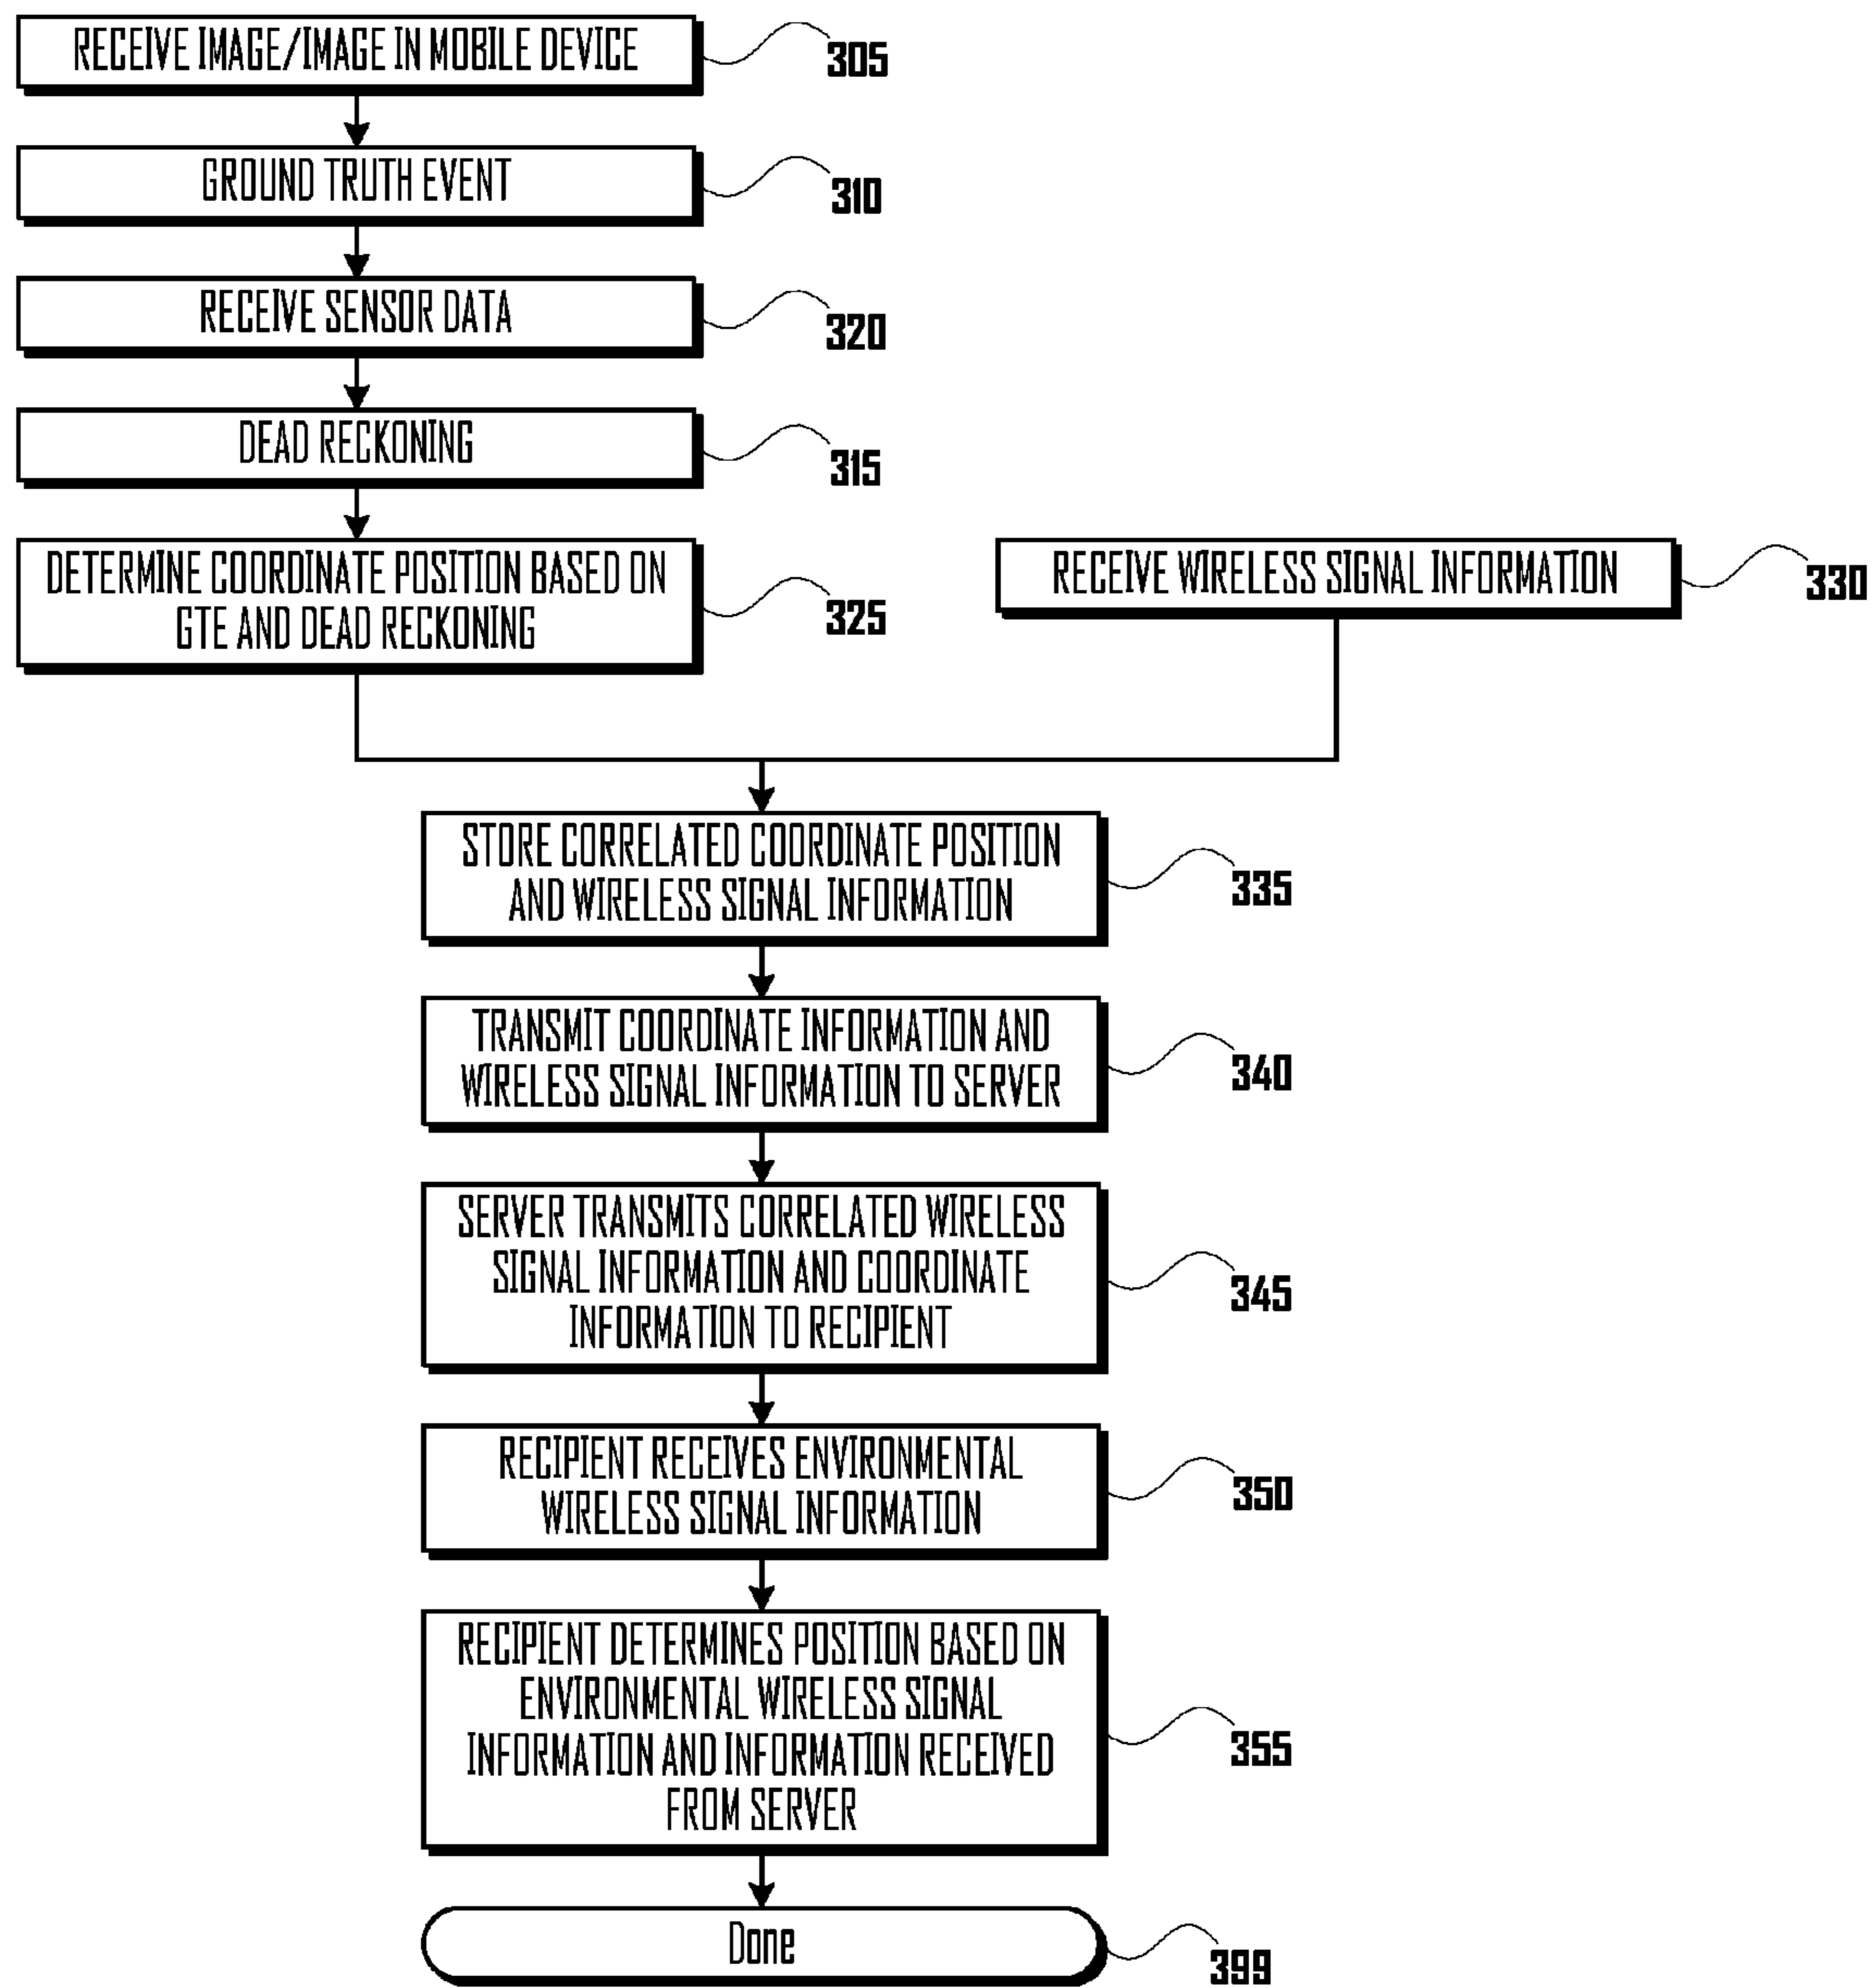 RECEIVE IMAGE/IMAGE IN MOBILE DEVICE
305
GROUND TRUTH EVENT
310
RECEIVE SENSOR DATA
320
DEAD RECKONING
315
DETERMINE COORDINATE POSITION BASED ON
GTE AND DEAD RECKONING
325
RECEIVE WIRELESS SIGNAL INFORMATION
330
STORE CORRELATED COORDINATE POSITION
AND WIRELESS SIGNAL INFORMATION
335
TRANSMIT COORDINATE INFORMATION AND
WIRELESS SIGNAL INFORMATION TO SERVER
340
SERVER TRANSMITS CORRELATED WIRELESS
SIGNAL INFORMATION AND COORDINATE
INFORMATION TO RECIPIENT
345
RECIPIENT RECEIVES ENVIRONMENTAL
WIRELESS SIGNAL INFORMATION
350
RECIPIENT DETERMINES POSITION BASED ON
ENVIRONMENTAL WIRELESS SIGNAL
INFORMATION AND INFORMATION RECEIVED
FROM SERVER
355
Done
399